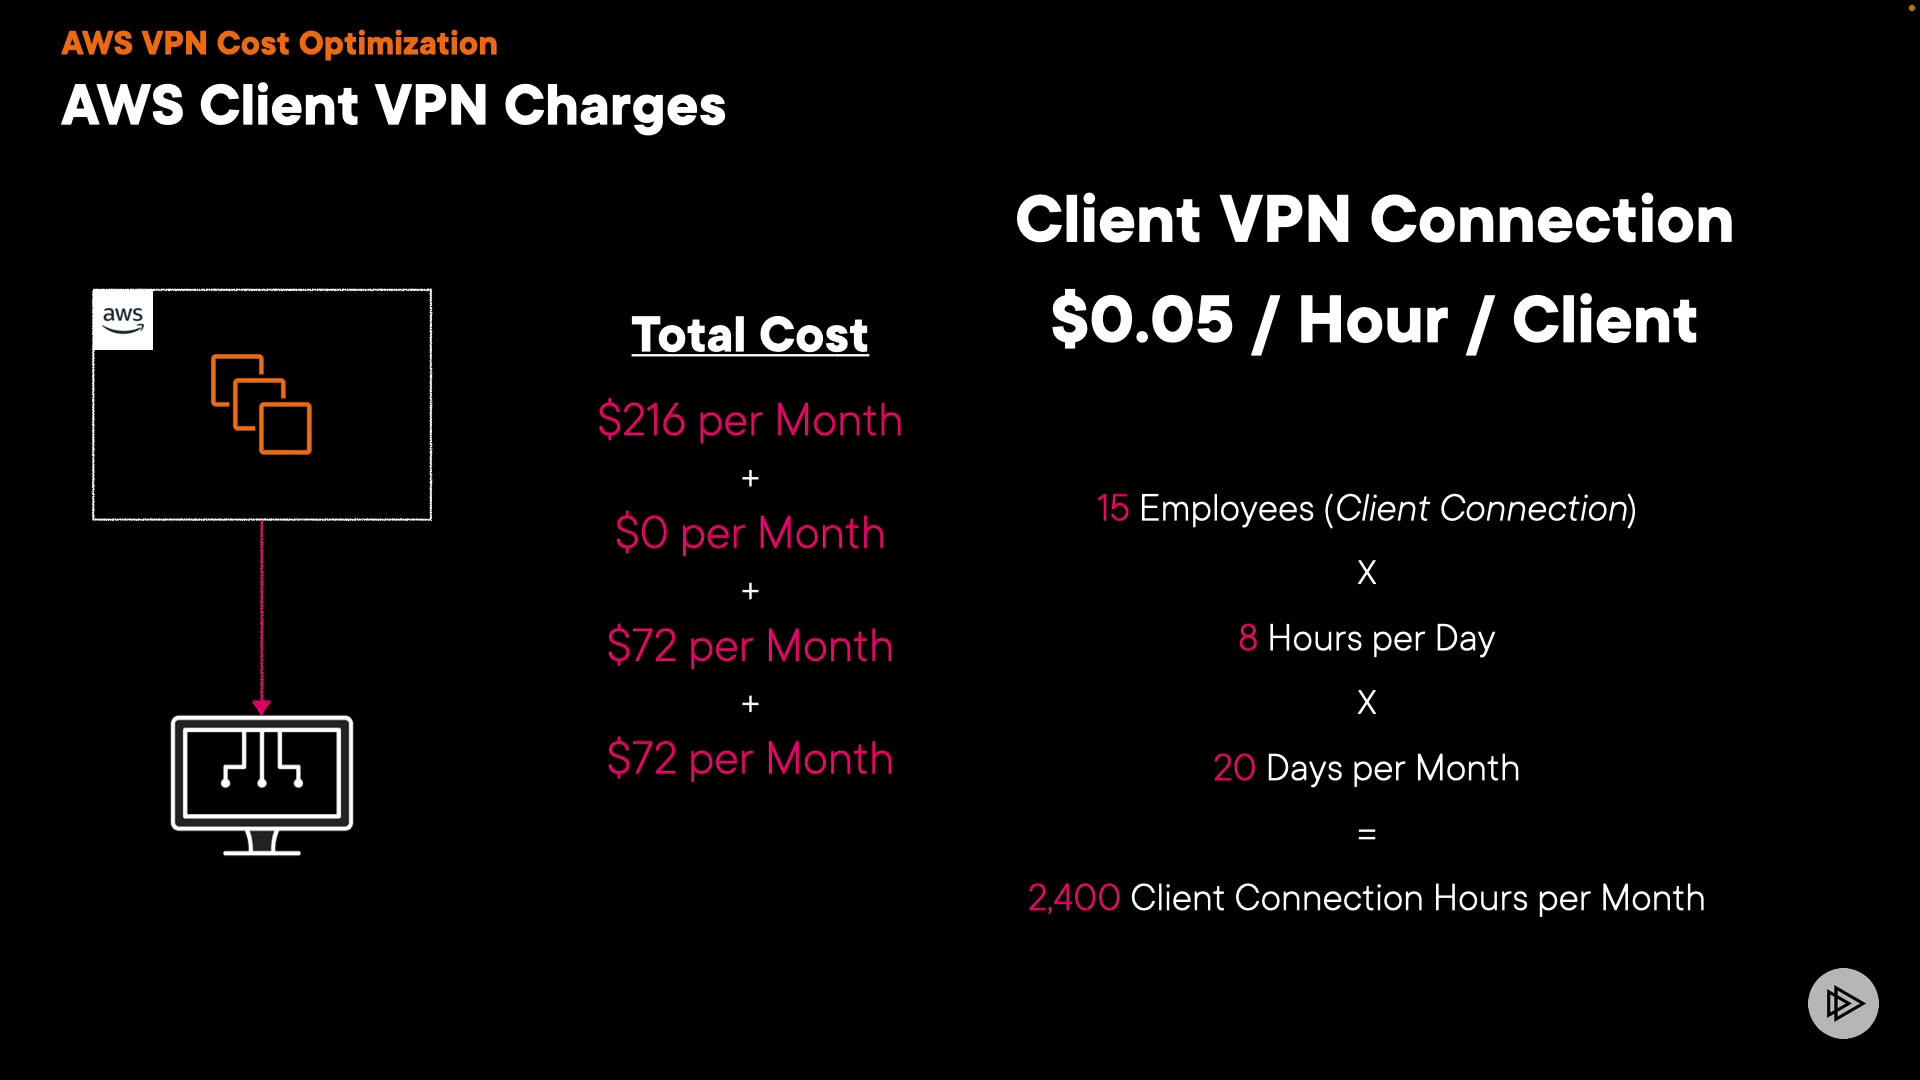 AWS VPN Cost Optimization
AWS Client VPN Charges
aws
Total Cost
$216 per Month
+
$0 per Month
+
$72 per Month
+
$72 per Month
Client VPN Connection
$0.05 / Hour / Client
15 Employees (Client Connection)
X
8 Hours per Day
X
20 Days per Month
=
2,400 Client Connection Hours per Month